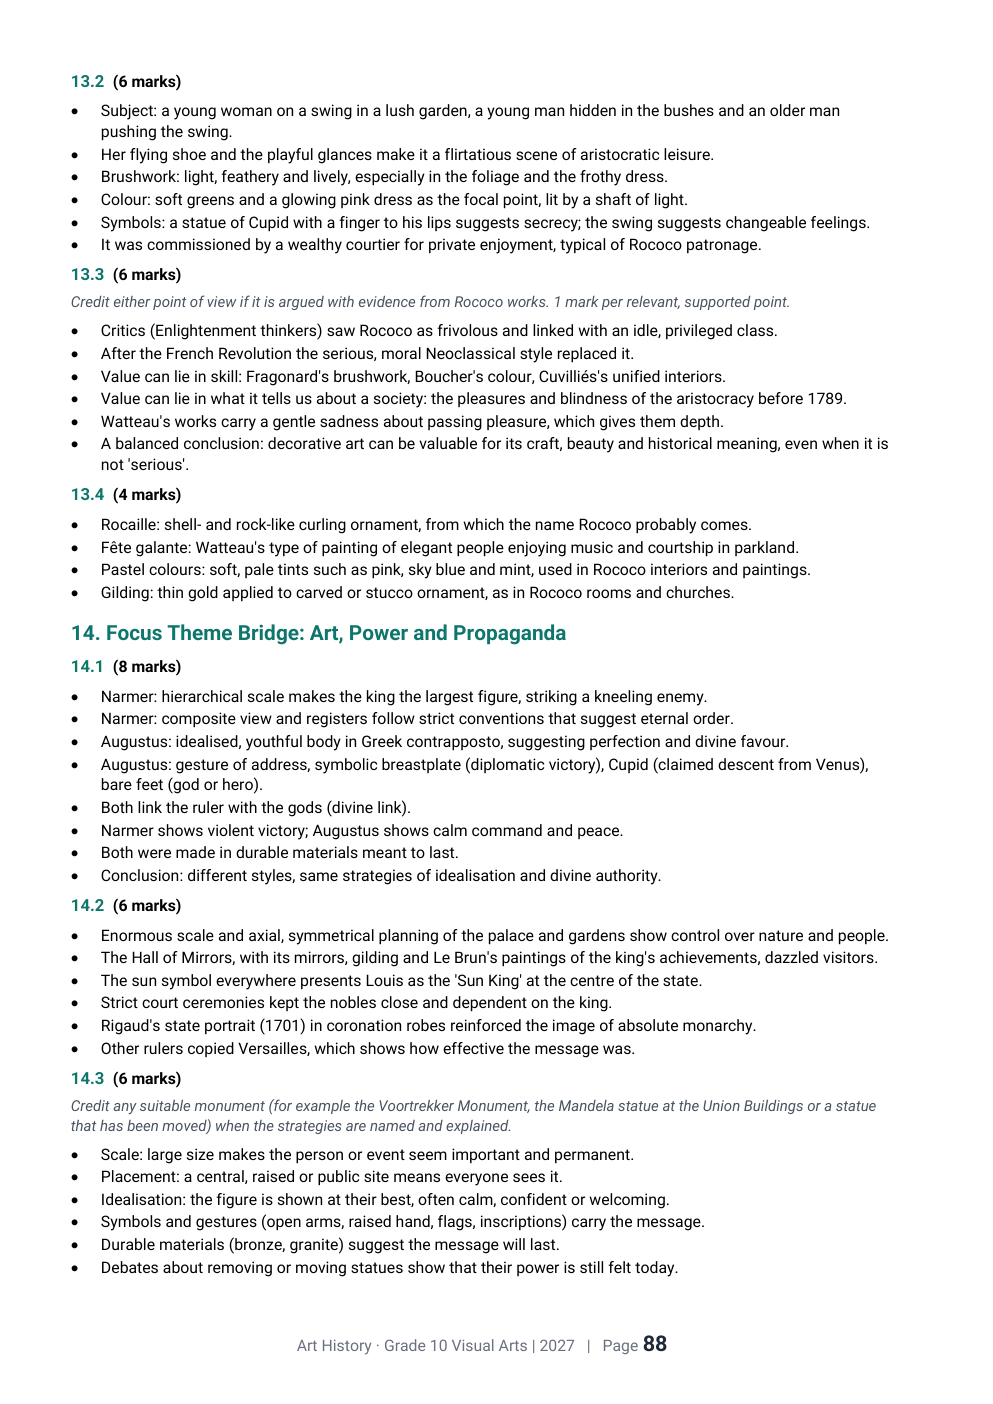 13.2 (6 marks)
• Subject: a young woman on a swing in a lush garden, a young man hidden in the bushes and an older man
pushing the swing.
• Her flying shoe and the playful glances make it a flirtatious scene of aristocratic leisure.
• Brushwork: light, feathery and lively, especially in the foliage and the frothy dress.
• Colour: soft greens and a glowing pink dress as the focal point, lit by a shaft of light.
• Symbols: a statue of Cupid with a finger to his lips suggests secrecy; the swing suggests changeable feelings.
• It was commissioned by a wealthy courtier for private enjoyment, typical of Rococo patronage.
13.3 (6 marks)
Credit either point of view if it is argued with evidence from Rococo works. 1 mark per relevant, supported point.
• Critics (Enlightenment thinkers) saw Rococo as frivolous and linked with an idle, privileged class.
• After the French Revolution the serious, moral Neoclassical style replaced it.
• Value can lie in skill: Fragonard's brushwork, Boucher's colour, Cuvilliés's unified interiors.
• Value can lie in what it tells us about a society: the pleasures and blindness of the aristocracy before 1789.
• Watteau's works carry a gentle sadness about passing pleasure, which gives them depth.
• A balanced conclusion: decorative art can be valuable for its craft, beauty and historical meaning, even when it is
not 'serious'.
13.4 (4 marks)
• Rocaille: shell- and rock-like curling ornament, from which the name Rococo probably comes.
• Fête galante: Watteau's type of painting of elegant people enjoying music and courtship in parkland.
• Pastel colours: soft, pale tints such as pink, sky blue and mint, used in Rococo interiors and paintings.
• Gilding: thin gold applied to carved or stucco ornament, as in Rococo rooms and churches.
14. Focus Theme Bridge: Art, Power and Propaganda
14.1 (8 marks)
• Narmer: hierarchical scale makes the king the largest figure, striking a kneeling enemy.
• Narmer: composite view and registers follow strict conventions that suggest eternal order.
• Augustus: idealised, youthful body in Greek contrapposto, suggesting perfection and divine favour.
• Augustus: gesture of address, symbolic breastplate (diplomatic victory), Cupid (claimed descent from Venus),
bare feet (god or hero).
• Both link the ruler with the gods (divine link).
• Narmer shows violent victory; Augustus shows calm command and peace.
• Both were made in durable materials meant to last.
• Conclusion: different styles, same strategies of idealisation and divine authority.
14.2 (6 marks)
• Enormous scale and axial, symmetrical planning of the palace and gardens show control over nature and people.
• The Hall of Mirrors, with its mirrors, gilding and Le Brun's paintings of the king's achievements, dazzled visitors.
• The sun symbol everywhere presents Louis as the 'Sun King' at the centre of the state.
• Strict court ceremonies kept the nobles close and dependent on the king.
• Rigaud's state portrait (1701) in coronation robes reinforced the image of absolute monarchy.
• Other rulers copied Versailles, which shows how effective the message was.
14.3 (6 marks)
Credit any suitable monument (for example the Voortrekker Monument, the Mandela statue at the Union Buildings or a statue
that has been moved) when the strategies are named and explained.
• Scale: large size makes the person or event seem important and permanent.
• Placement: a central, raised or public site means everyone sees it.
• Idealisation: the figure is shown at their best, often calm, confident or welcoming.
• Symbols and gestures (open arms, raised hand, flags, inscriptions) carry the message.
• Durable materials (bronze, granite) suggest the message will last.
• Debates about removing or moving statues show that their power is still felt today.
Art History · Grade 10 Visual Arts | 2027 | Page 88